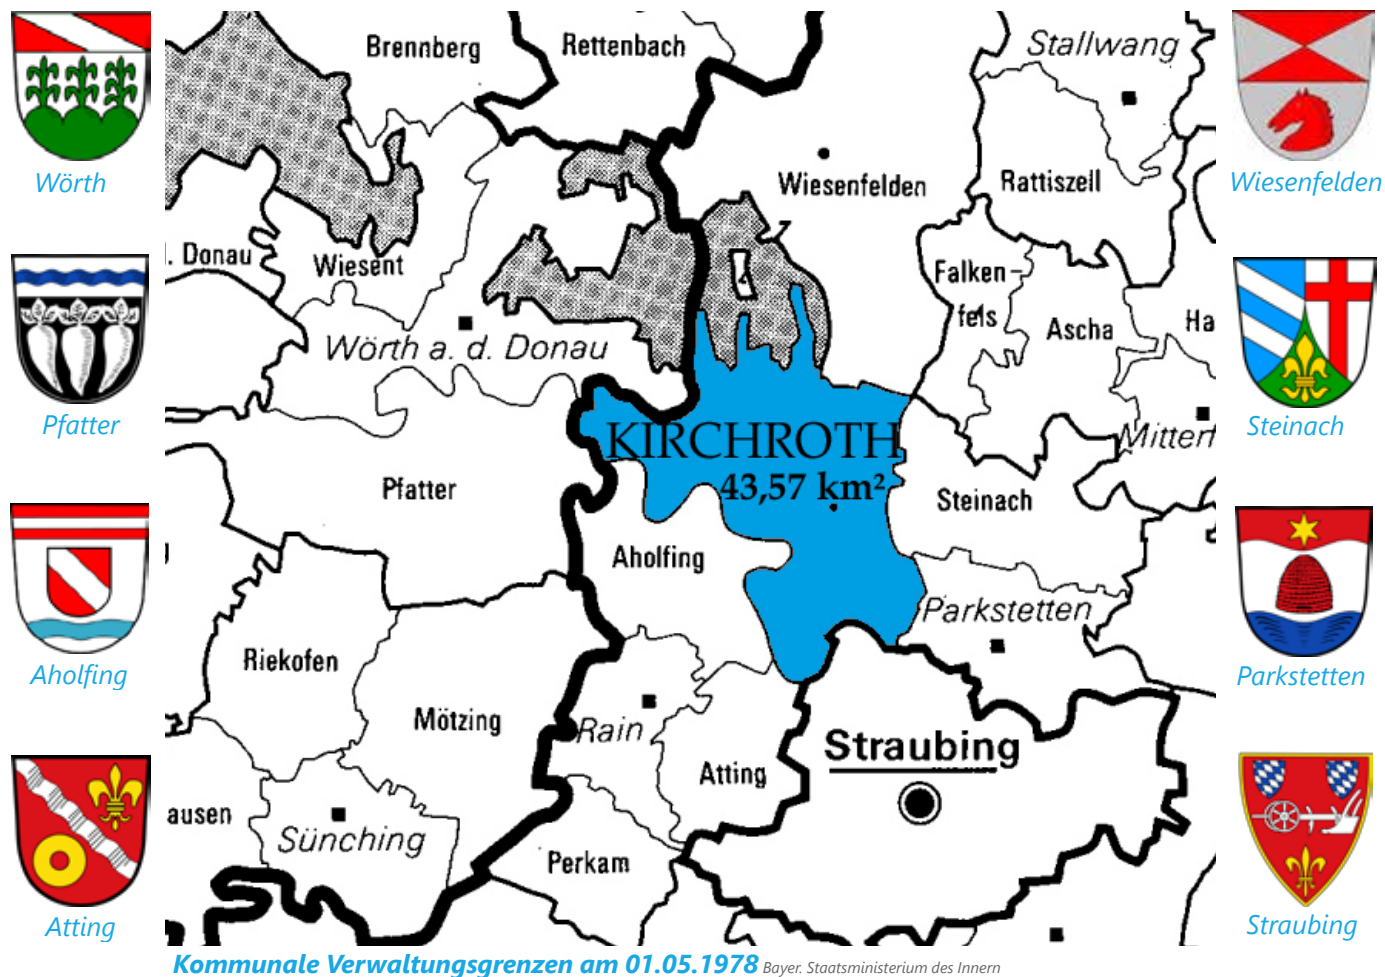 Wörth
Pfatter
Aholfing
Atting
Brennberg
Rettenbach
Stallwang
Wiesenfelden
Rattiszell
. Donau
Wiesent
Falken-
fels
Ascha
Ha
Wörth a. d. Donau
KIRCHROTH
43,57 km²
Mitterf
Pfatter
Steinach
Aholfing
Parkstetten
Riekofen
Mötzing
Rain
Straubing
Atting
ausen
Sünching
Perkam
Wiesenfelden
Steinach
Parkstetten
Straubing
Kommunale Verwaltungsgrenzen am 01.05.1978 Bayer. Staatsministerium des Innern